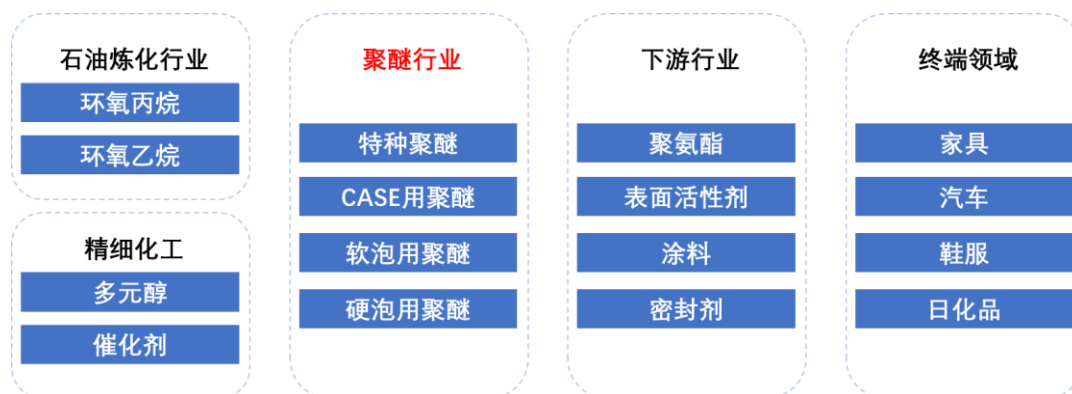 石油炼化行业
环氧丙烷
环氧乙烷
精细化工
多元醇
催化剂
聚醚行业
特种聚醚
CASE用聚醚
软泡用聚醚
硬泡用聚醚
下游行业
聚氨酯
表面活性剂
涂料
密封剂
终端领域
家具
汽车
鞋服
日化品